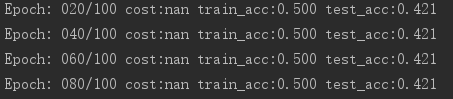 Epoch: 020/100 cost:nan train_acc:0.500 test_acc:0.421
Epoch: 040/100 cost:nan train_acc:0.500 test_acc:0.421
Epoch: 060/100 cost:nan train_acc:0.500 test_acc:0.421
Epoch: 080/100 cost:nan train_acc:0.500 test_acc:0.421